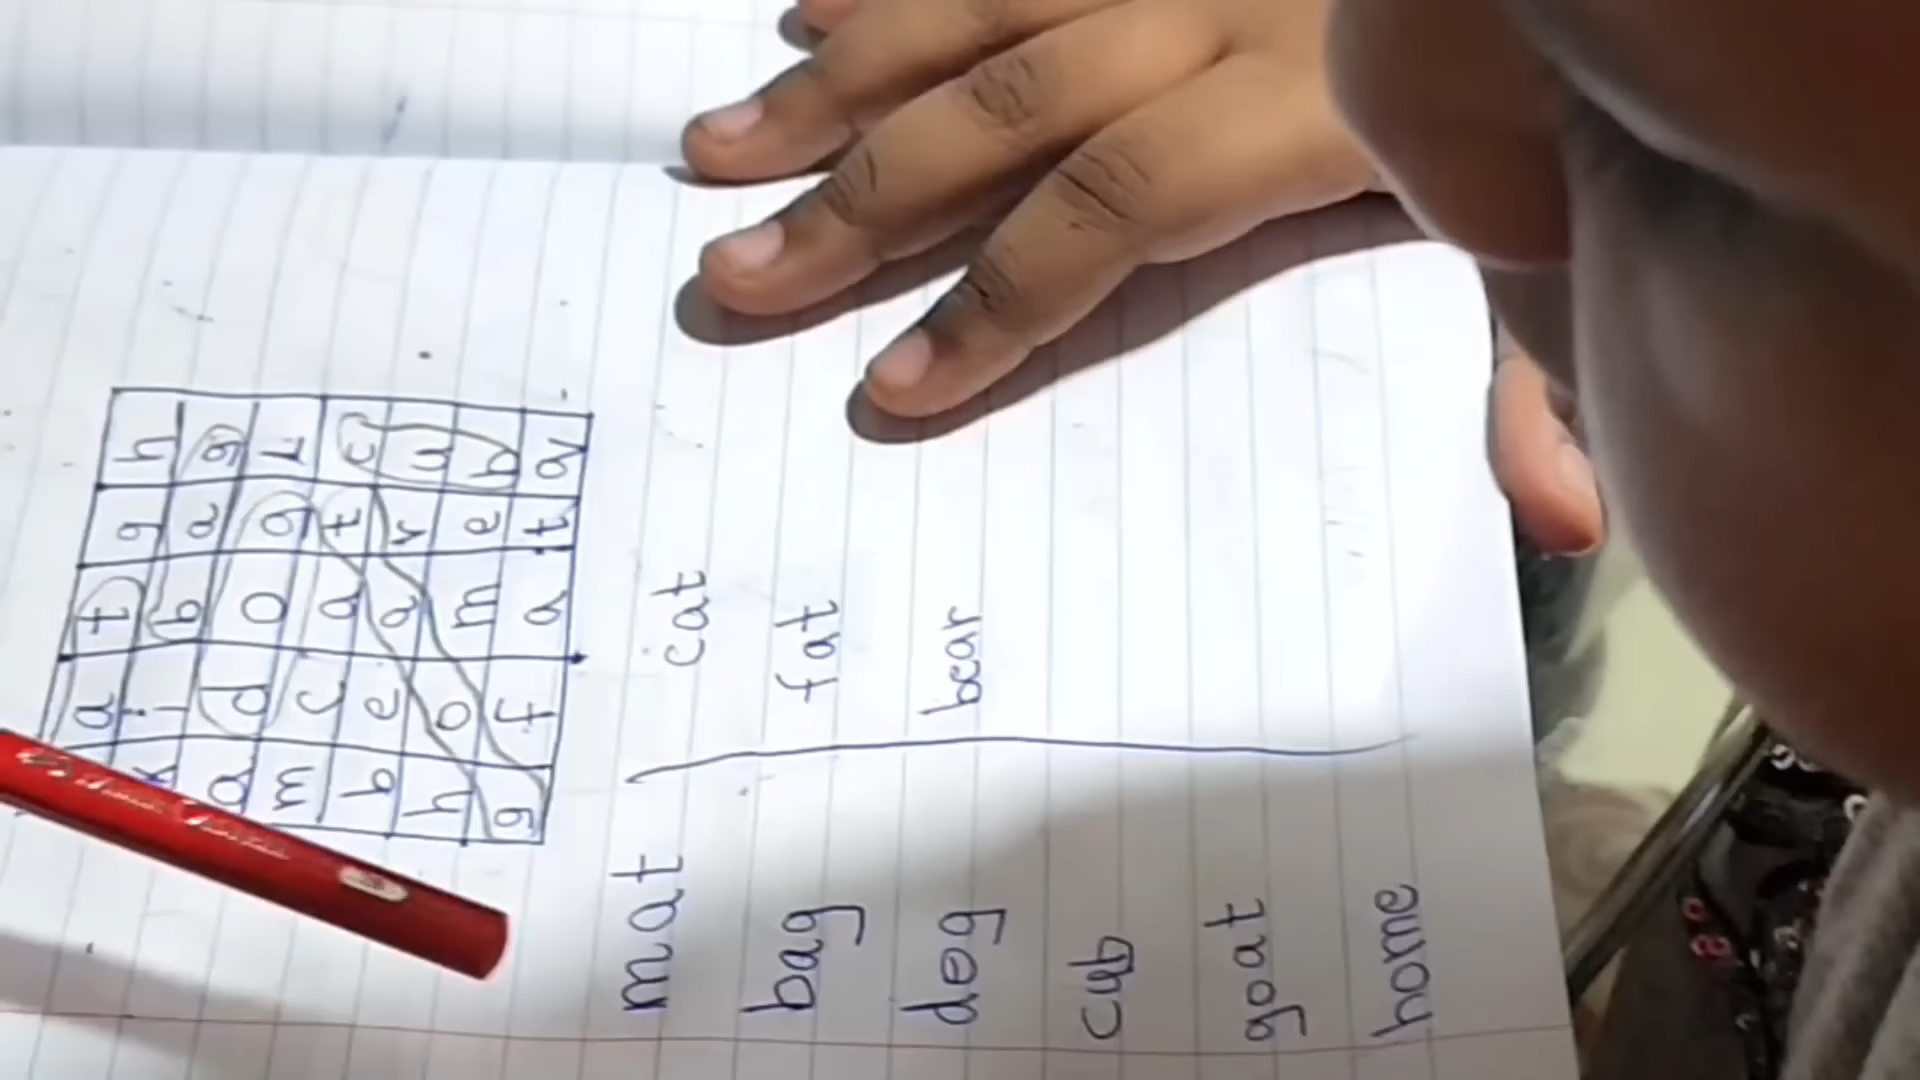 a t g h
k i b a g
a d o g
m c a t c
b e a r u
h o m e b
g f a t
mat cat
bag fat
dog bear
cub
goat
home